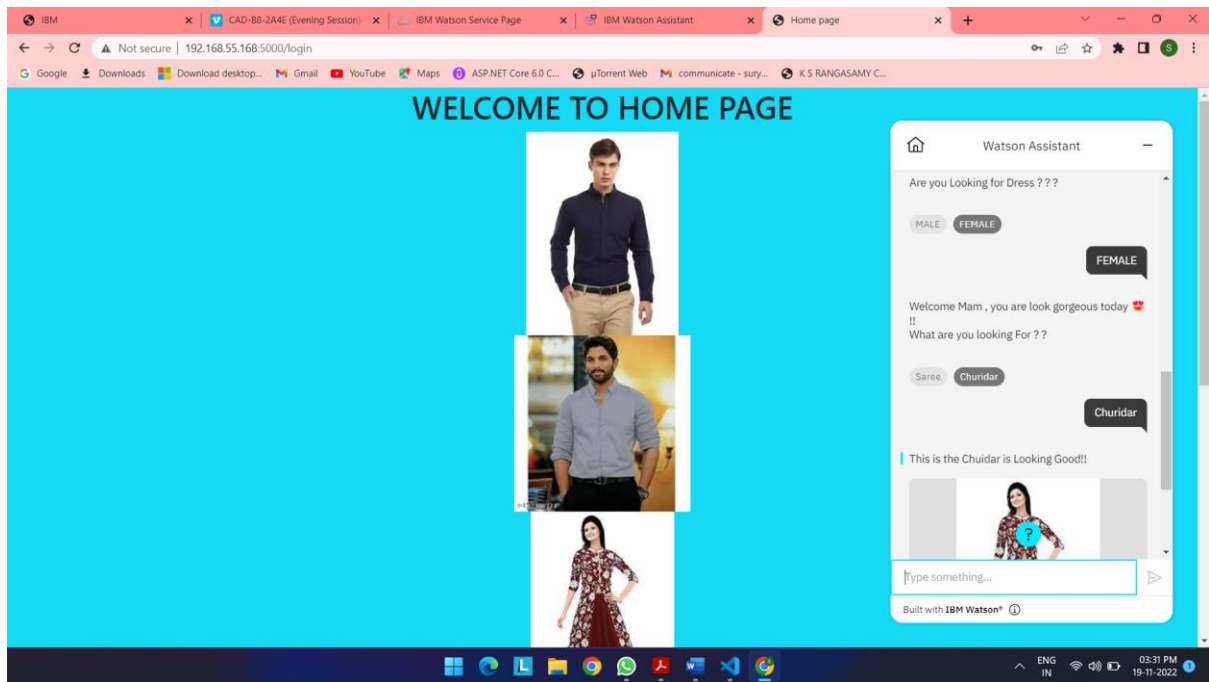 IBM
CAD-B8-2A4E (Evening Session)-
IBM Watson Service Page
IBM Watson Assistant
Home page
Not secure | 192.168.55.168:5000/login
Google
Downloads
Download desktop...
Gmail
YouTube
Maps
ASP.NET Core 6.0 C...
µTorrent Web
communicate - sury...
K S RANGASAMY C...
S
WELCOME TO HOME PAGE
Watson Assistant
Are you Looking for Dress ? ? ?
MALE FEMALE
FEMALE
Welcome Mam , you are look gorgeous today 😍
!!
What are you looking For ? ?
Saree Churidar
Churidar
This is the Chuidar is Looking Good!!
?
Type something...
Built with IBM Watson®
L
ENG
IN
03:31 PM
19-11-2022
1